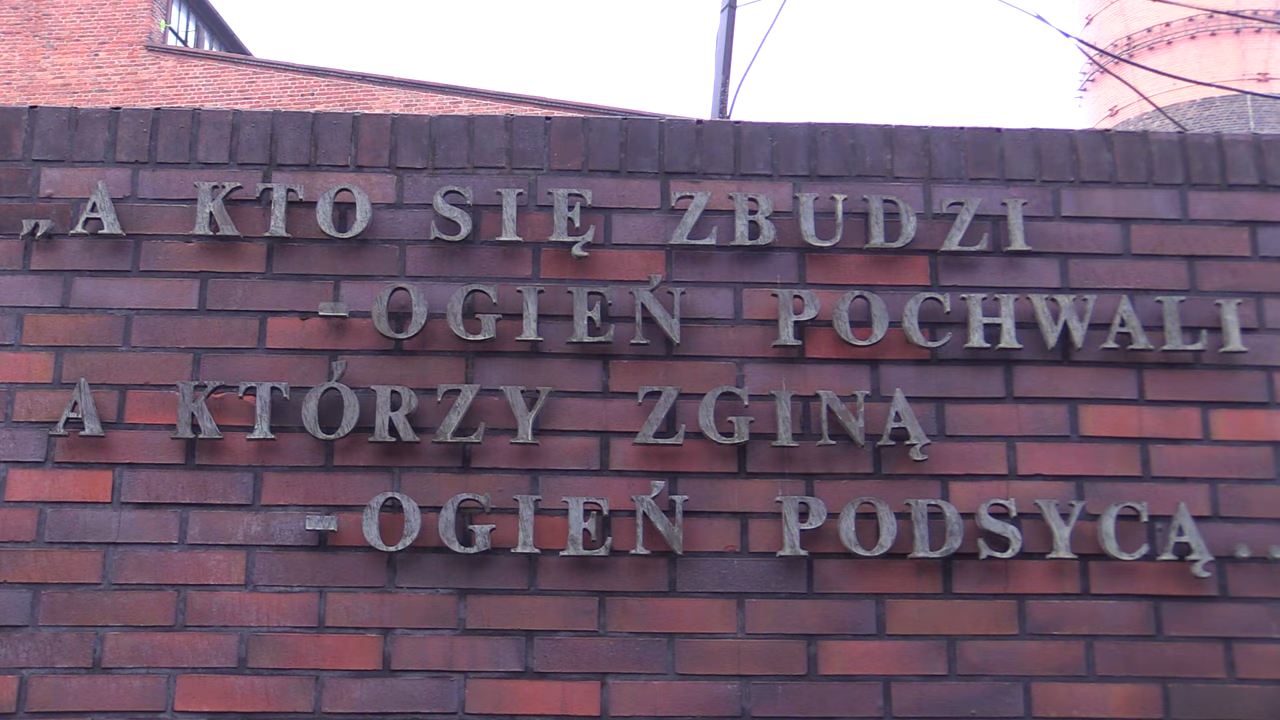 „A KTO SIĘ ZBUDZI
- OGIEŃ POCHWALI
A KTÓRZY ZGINĄ
- OGIEŃ PODSYCĄ..